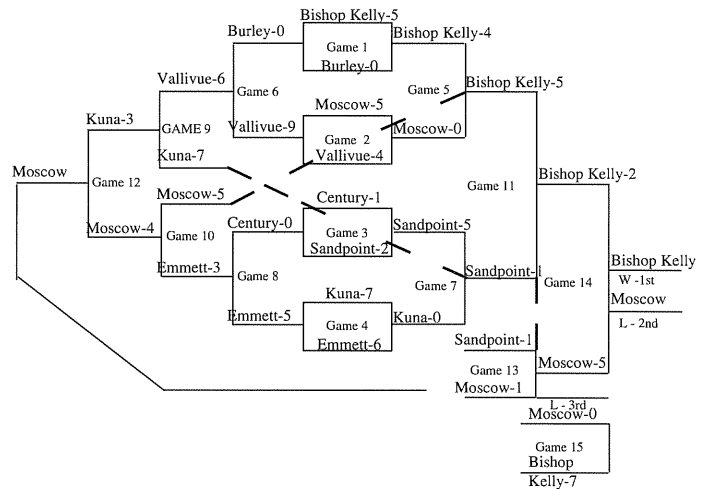 Bishop Kelly-5
Burley-0
Game 1
Bishop Kelly-4
Burley-0
Vallivue-6
Game 6
Game 5
Bishop Kelly-5
Moscow-5
Kuna-3
GAME 9
Vallivue-9
Game 2
Moscow-0
Vallivue-4
Kuna-7
Moscow
Game 12
Game 11
Bishop Kelly-2
Moscow-5
Century-1
Moscow-4
Game 10
Century-0
Game 3
Sandpoint-5
Sandpoint-2
Emmett-3
Game 8
Game 7
Sandpoint-1
Game 14
Bishop Kelly
W -1st
Kuna-7
Moscow
Emmett-5
Game 4
Kuna-0
L - 2nd
Emmett-6
Sandpoint-1
Game 13
Moscow-5
Moscow-1
L - 3rd
Moscow-0
Game 15
Bishop
Kelly-7